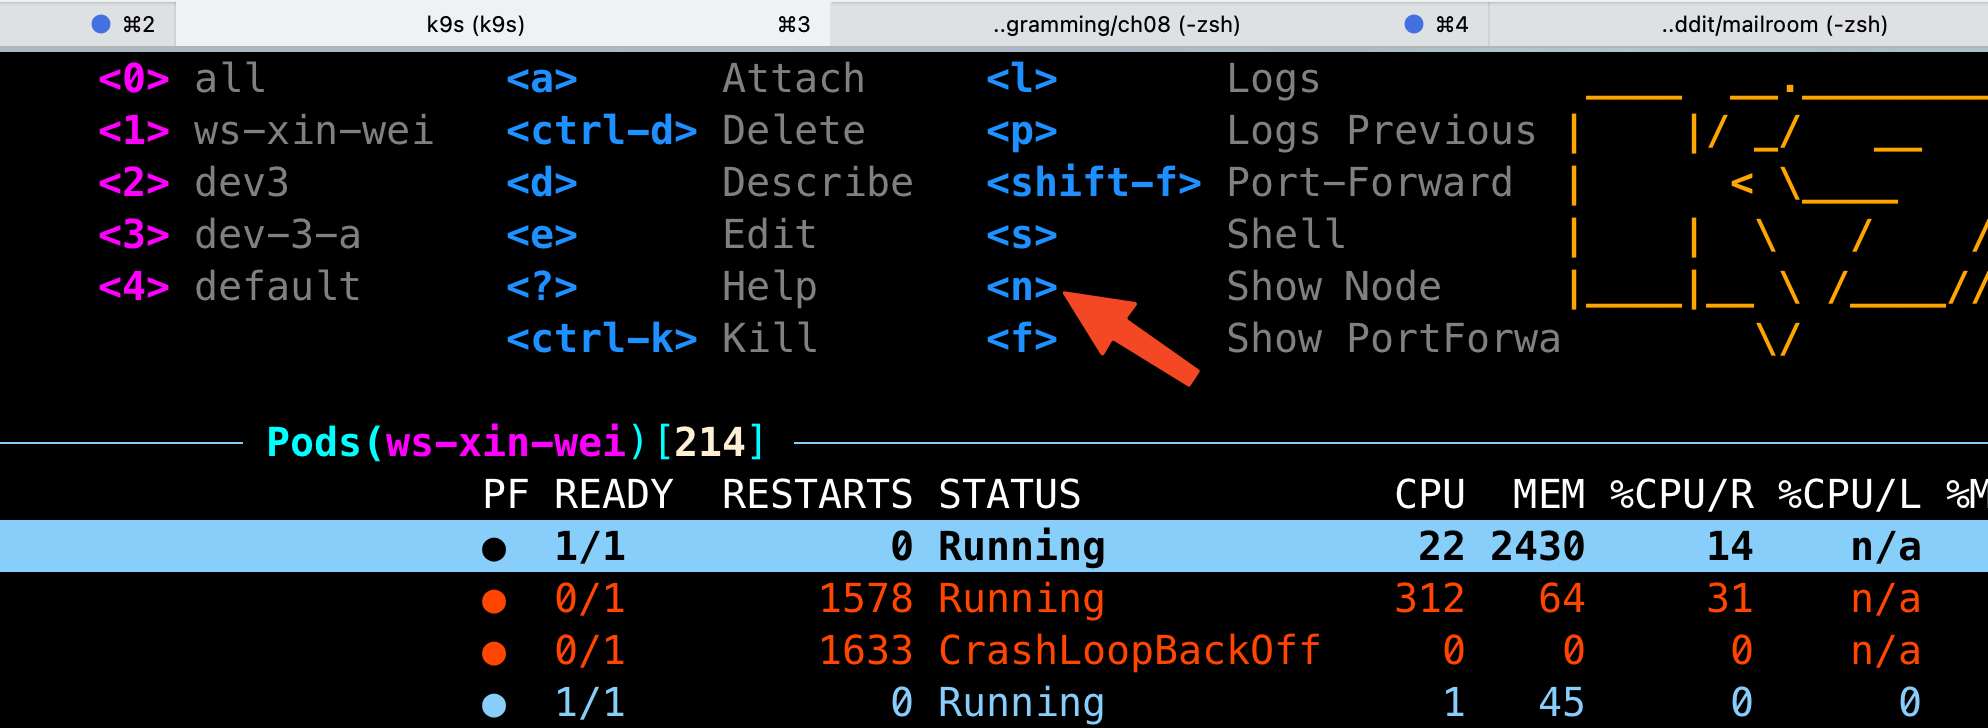 ⌘2 k9s (k9s) ⌘3 ..gramming/ch08 (-zsh) ⌘4 ..ddit/mailroom (-zsh)
<0> all <a> Attach <l> Logs
<1> ws-xin-wei <ctrl-d> Delete <p> Logs Previous
<2> dev3 <d> Describe <shift-f> Port-Forward
<3> dev-3-a <e> Edit <s> Shell
<4> default <?> Help <n> Show Node
<ctrl-k> Kill <f> Show PortForwa
Pods(ws-xin-wei)[214]
PF READY RESTARTS STATUS CPU MEM %CPU/R %CPU/L %M
● 1/1 0 Running 22 2430 14 n/a
● 0/1 1578 Running 312 64 31 n/a
● 0/1 1633 CrashLoopBackOff 0 0 0 n/a
● 1/1 0 Running 1 45 0 0